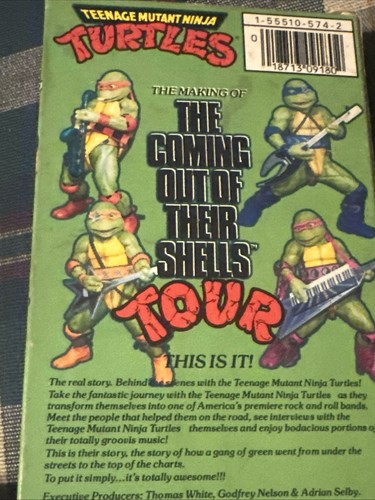 TEENAGE MUTANT NINJA
TURTLES
1-55510-574-2
0
18713 09180
THE MAKING OF
THE
COMING
OUT OF
THEIR
SHELLS™
TOUR
THIS IS IT!
The real story. Behind scenes with the Teenage Mutant Ninja Turtles!
Take the fantastic journey with the Teenage Mutant Ninja Turtles as they
transform themselves into one of America's premiere rock and roll bands.
Meet the people that helped them on the road, see interviews with the
Teenage Mutant Ninja Turtles themselves and enjoy bodacious portions o
their totally groovis music!
This is their story, the story of how a gang of green went from under the
streets to the top of the charts.
To put it simply...it's totally awesome!!!
Executive Producers: Thomas White, Godfrey Nelson & Adrian Selby.